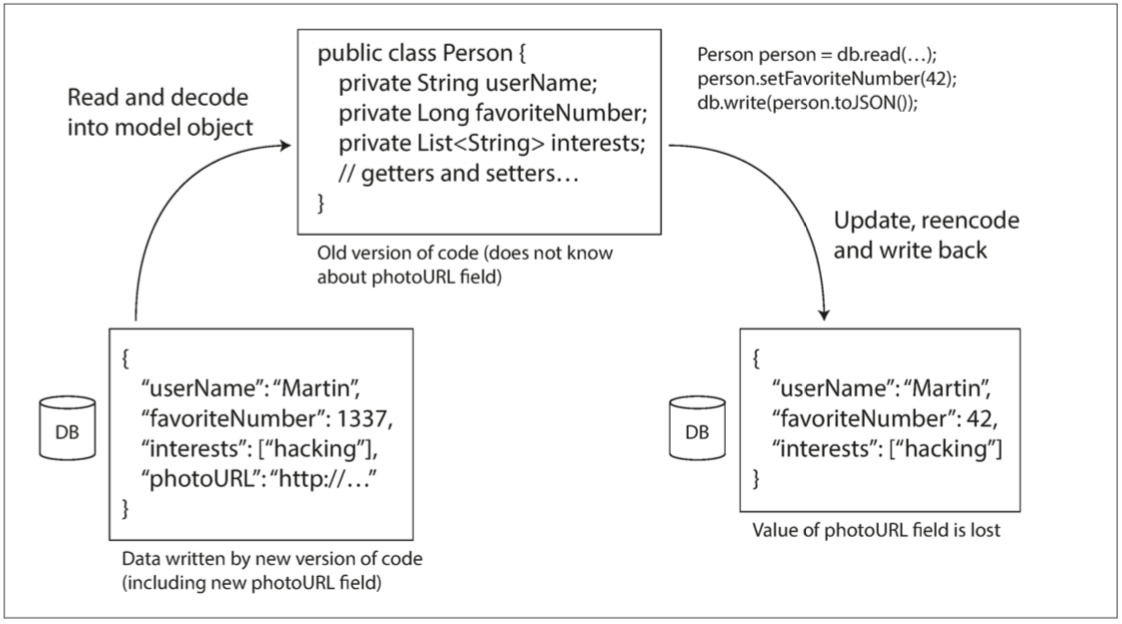 public class Person {
private String userName;
private Long favoriteNumber;
private List<String> interests;
// getters and setters…
}
Person person = db.read(…);
person.setFavoriteNumber(42);
db.write(person.toJSON());
Read and decode
into model object
Update, reencode
and write back
Old version of code (does not know
about photoURL field)
DB
{
“userName”: “Martin”,
“favoriteNumber”: 1337,
“interests”: [“hacking”],
“photoURL”: “http://…”
}
Data written by new version of code
(including new photoURL field)
DB
{
“userName”: “Martin”,
“favoriteNumber”: 42,
“interests”: [“hacking”]
}
Value of photoURL field is lost